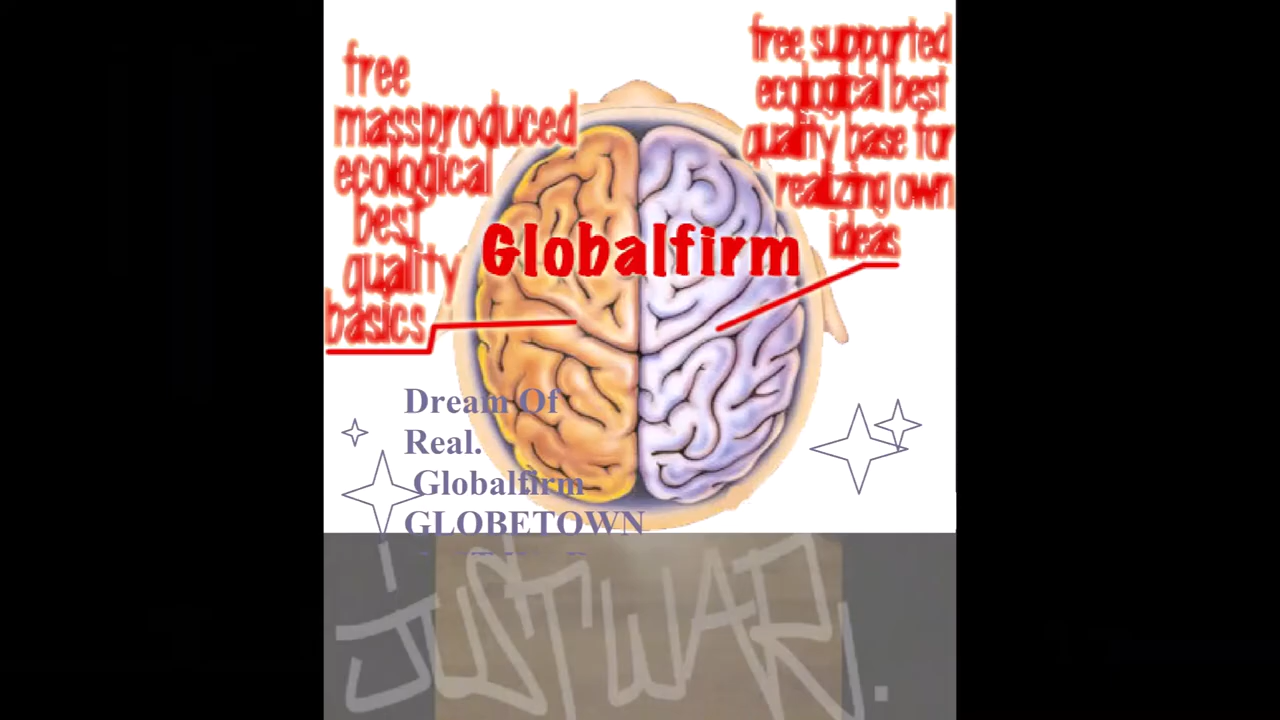 free
massproduced
ecological
best
quality
basics
free supported
ecological best
quality base for
realizing own
ideas
Globalfirm
Dream Of
Real.
Globalfirm
GLOBETOWN
JUSTWAR.